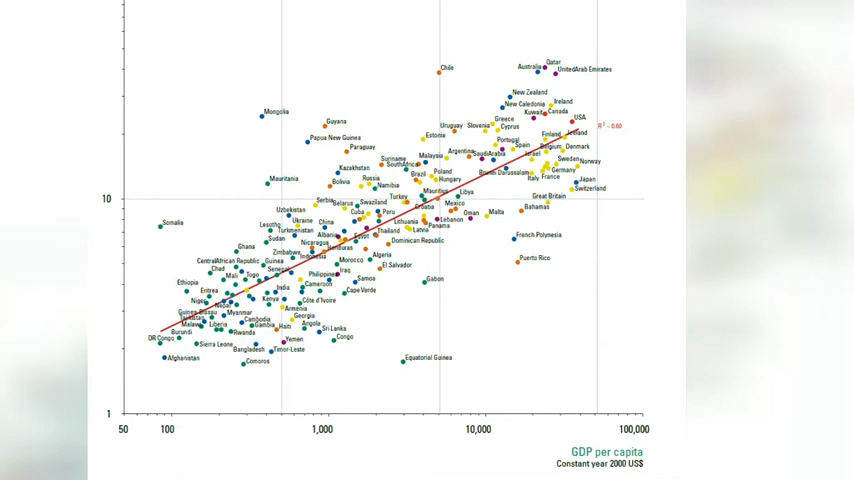 Qatar
Australia
United Arab Emirates
Chile
New Zealand
Ireland
New Caledonia
Mongolia
Kuwait
Canada
Guyana
Greece
USA
R² = 0.60
Uruguay
Slovenia
Cyprus
Papua New Guinea
Estonia
Finland
Iceland
Portugal
Spain
Paraguay
Belgium
Denmark
Suriname
Malaysia
Argentina
Saudi Arabia
Israel
Sweden
Norway
South Africa
Kazakhstan
Brazil
Poland
Brunei Darussalam
Germany
Italy
France
Mauritania
Bolivia
Russia
Namibia
Hungary
Japan
Switzerland
Mauritius
Libya
Great Britain
10
Serbia
Belarus
Swaziland
Turkey
Croatia
Mexico
Bahamas
Uzbekistan
Cuba
Peru
Lebanon
Oman
Malta
Somalia
Lesotho
Ukraine
China
Lithuania
Panama
Turkmenistan
Albania
Egypt
Thailand
Latvia
French Polynesia
Sudan
Nicaragua
Honduras
Dominican Republic
Ghana
Zimbabwe
Indonesia
Algeria
Central African Republic
Guinea
Morocco
El Salvador
Puerto Rico
Chad
Senegal
Iraq
Mali
Togo
Philippines
Samoa
Gabon
Ethiopia
Eritrea
India
Cameroon
Cape Verde
Niger
Nepal
Kenya
Côte d'Ivoire
Guinea-Bissau
Myanmar
Armenia
Georgia
Malawi
Liberia
Cambodia
Gambia
Haiti
Angola
Sri Lanka
Burundi
Rwanda
DR Congo
Sierra Leone
Yemen
Congo
Bangladesh
Timor-Leste
Afghanistan
Comoros
Equatorial Guinea
1
50
100
1,000
10,000
100,000
GDP per capita
Constant year 2000 US$